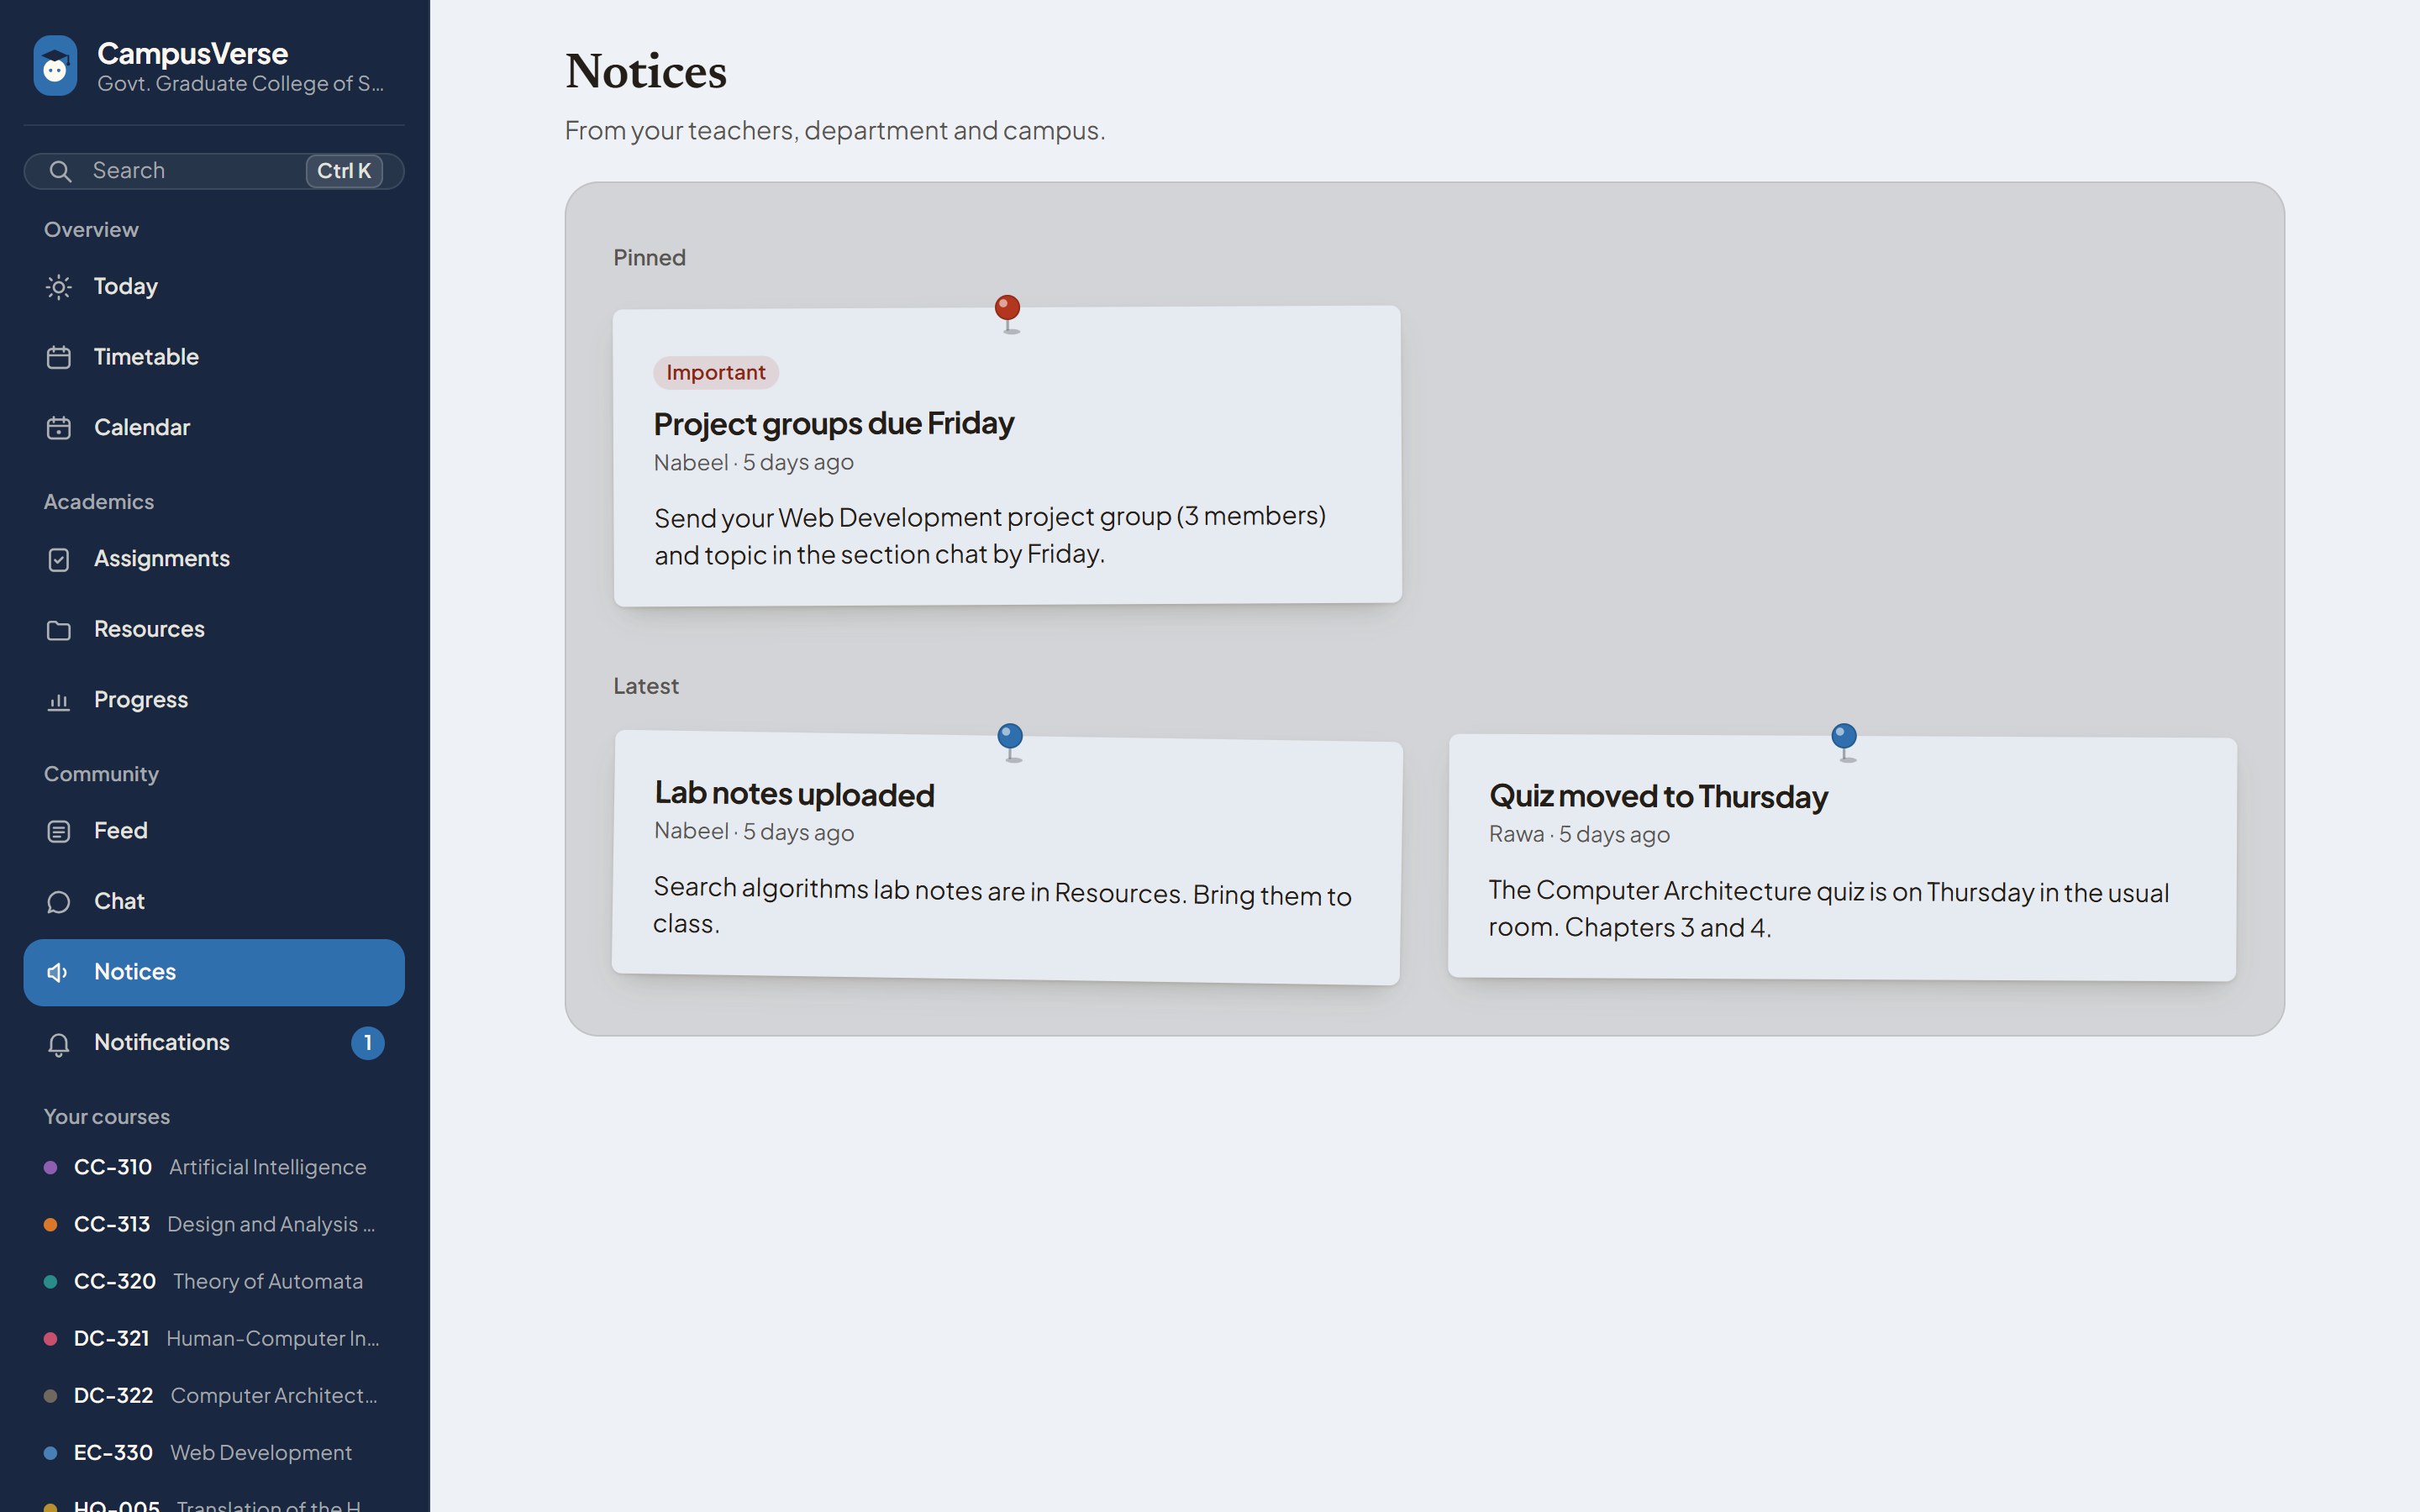 CampusVerse
Govt. Graduate College of S...
Search
Ctrl K
Overview
Today
Timetable
Calendar
Academics
Assignments
Resources
Progress
Community
Feed
Chat
Notices
Notifications
1
Your courses
CC-310 Artificial Intelligence
CC-313 Design and Analysis ...
CC-320 Theory of Automata
DC-321 Human-Computer In...
DC-322 Computer Architect...
EC-330 Web Development
HQ-005 Translation of the H...
Notices
From your teachers, department and campus.
Pinned
Important
Project groups due Friday
Nabeel · 5 days ago
Send your Web Development project group (3 members)
and topic in the section chat by Friday.
Latest
Lab notes uploaded
Nabeel · 5 days ago
Search algorithms lab notes are in Resources. Bring them to
class.
Quiz moved to Thursday
Rawa · 5 days ago
The Computer Architecture quiz is on Thursday in the usual
room. Chapters 3 and 4.